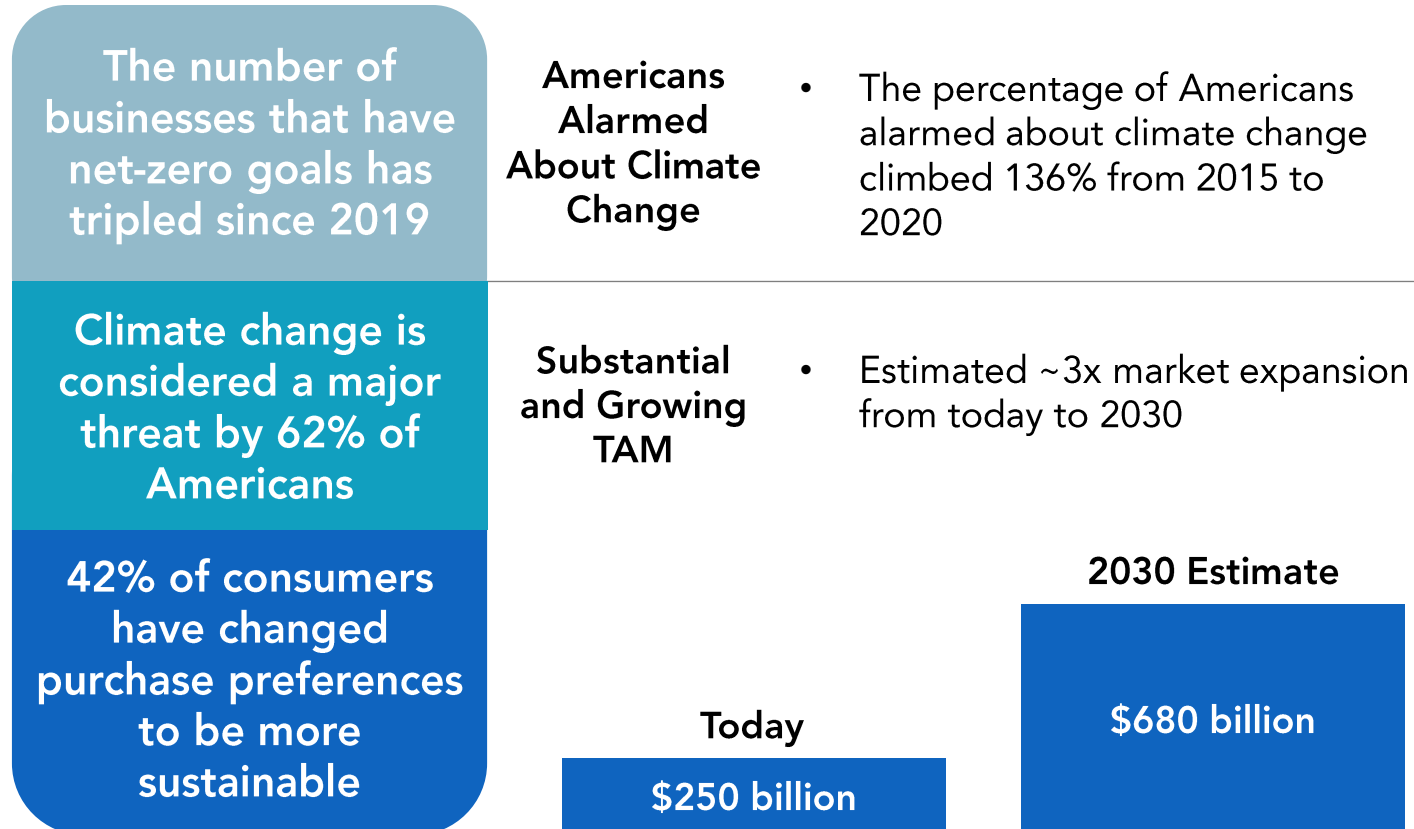 The number of
businesses that have
net-zero goals has
tripled since 2019
Climate change is
considered a major
threat by 62% of
Americans
42% of consumers
have changed
purchase preferences
to be more
sustainable
Americans
Alarmed
About Climate
Change
• The percentage of Americans
alarmed about climate change
climbed 136% from 2015 to
2020
Substantial
and Growing
TAM
• Estimated ~3x market expansion
from today to 2030
Today
$250 billion
2030 Estimate
$680 billion